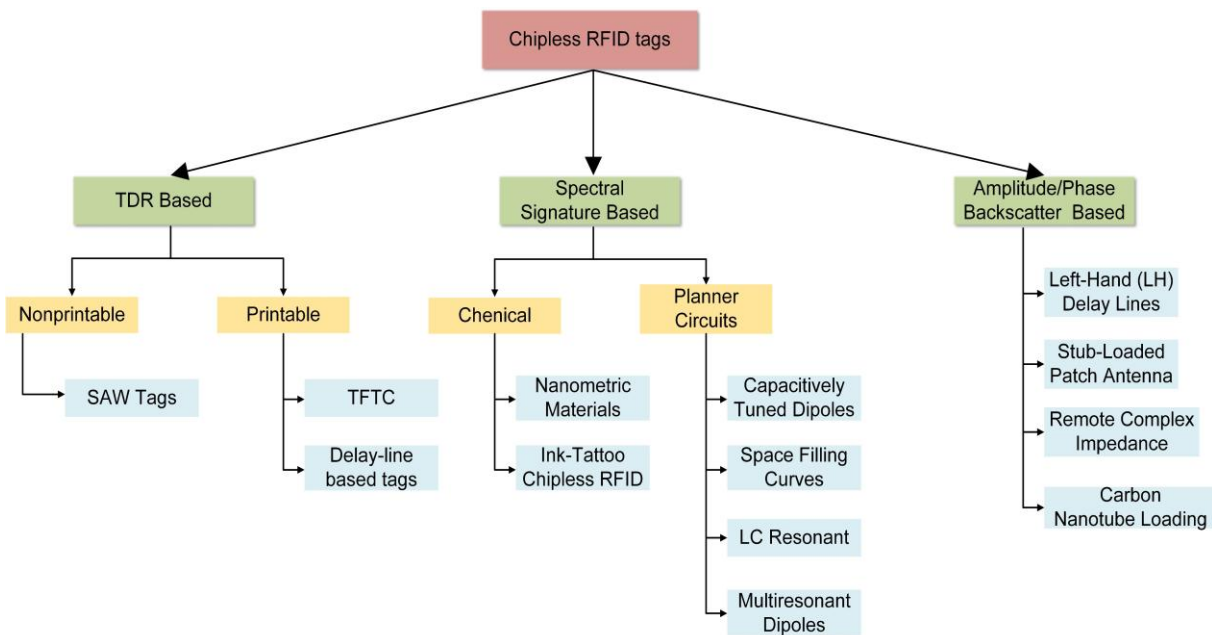 Chipless RFID tags
TDR Based
Spectral
Signature Based
Amplitude/Phase
Backscatter Based
Nonprintable
Printable
Chenical
Planner
Circuits
SAW Tags
TFTC
Delay-line
based tags
Nanometric
Materials
Ink-Tattoo
Chipless RFID
Capacitively
Tuned Dipoles
Space Filling
Curves
LC Resonant
Multiresonant
Dipoles
Left-Hand (LH)
Delay Lines
Stub-Loaded
Patch Antenna
Remote Complex
Impedance
Carbon
Nanotube Loading